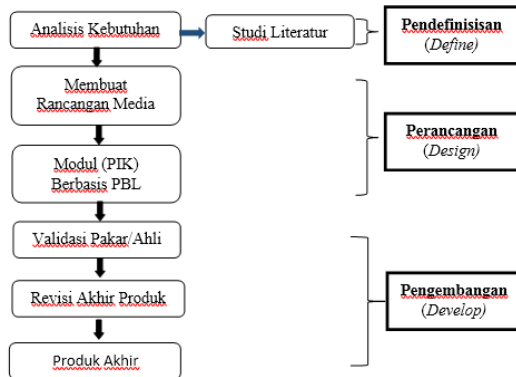 Analisis Kebutuhan
Studi Literatur
Pendefinisisan
(Define)
Membuat
Rancangan Media
Perancangan
(Design)
Modul (PIK)
Berbasis PBL
Validasi Pakar/Ahli
Revisi Akhir Produk
Pengembangan
(Develop)
Produk Akhir